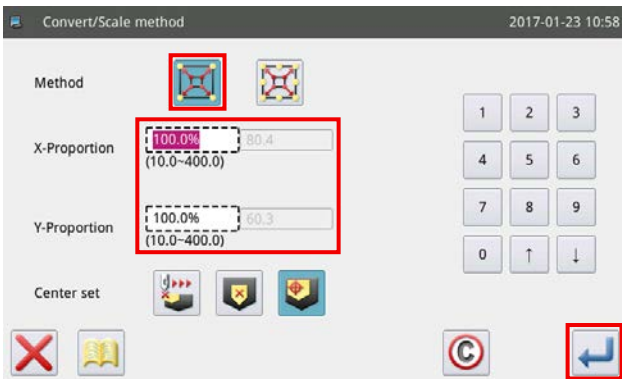 Convert/Scale method 2017-01-23 10:58
Method
X-Proportion 100.0% 80.4
(10.0~400.0)
Y-Proportion 100.0% 60.3
(10.0~400.0)
Center set
1 2 3
4 5 6
7 8 9
0 ↑ ↓
C